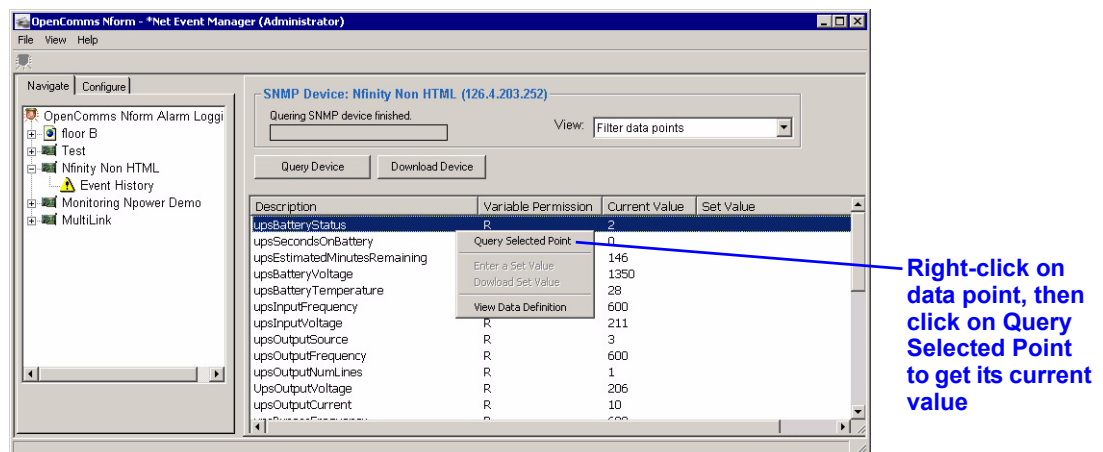 OpenComms Nform - *Net Event Manager (Administrator)
File View Help
Navigate Configure
OpenComms Nform Alarm Loggi
floor B
Test
Nfinity Non HTML
Event History
Monitoring Npower Demo
MultiLink
SNMP Device: Nfinity Non HTML (126.4.203.252)
Quering SNMP device finished.
View: Filter data points
Query Device Download Device
Description Variable Permission Current Value Set Value
upsBatteryStatus R 2
upsSecondsOnBattery 0
upsEstimatedMinutesRemaining 146
upsBatteryVoltage 1350
upsBatteryTemperature 28
upsInputFrequency 600
upsInputVoltage R 211
upsOutputSource R 3
upsOutputFrequency R 600
upsOutputNumLines R 1
UpsOutputVoltage R 206
upsOutputCurrent R 10
Query Selected Point
Enter a Set Value
Dowload Set Value
View Data Definition
Right-click on
data point, then
click on Query
Selected Point
to get its current
value